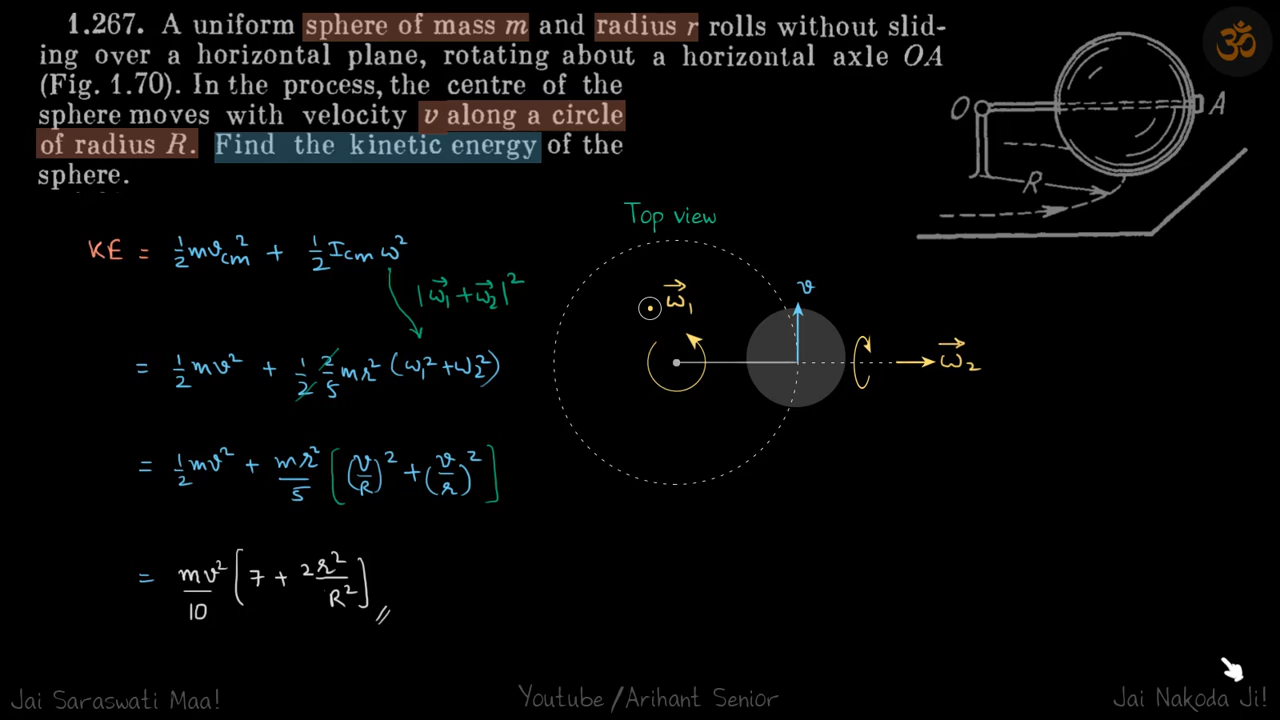 1.267. A uniform sphere of mass m and radius r rolls without slid-
ing over a horizontal plane, rotating about a horizontal axle OA
(Fig. 1.70). In the process, the centre of the
sphere moves with velocity v along a circle
of radius R. Find the kinetic energy of the
sphere.
ॐ
O
A
R
Top view
KE = ½mv²cm + ½Icm ω²
|ω⃗₁ + ω⃗₂|²
= ½mv² + ½ ⅖ mr² (ω₁² + ω₂²)
= ½mv² + mr²/5 [(v/R)² + (v/r)²]
= mv²/10 [7 + 2r²/R²] //
ω⃗₁
v
ω⃗₂
Jai Saraswati Maa!
Youtube /Arihant Senior
Jai Nakoda Ji!